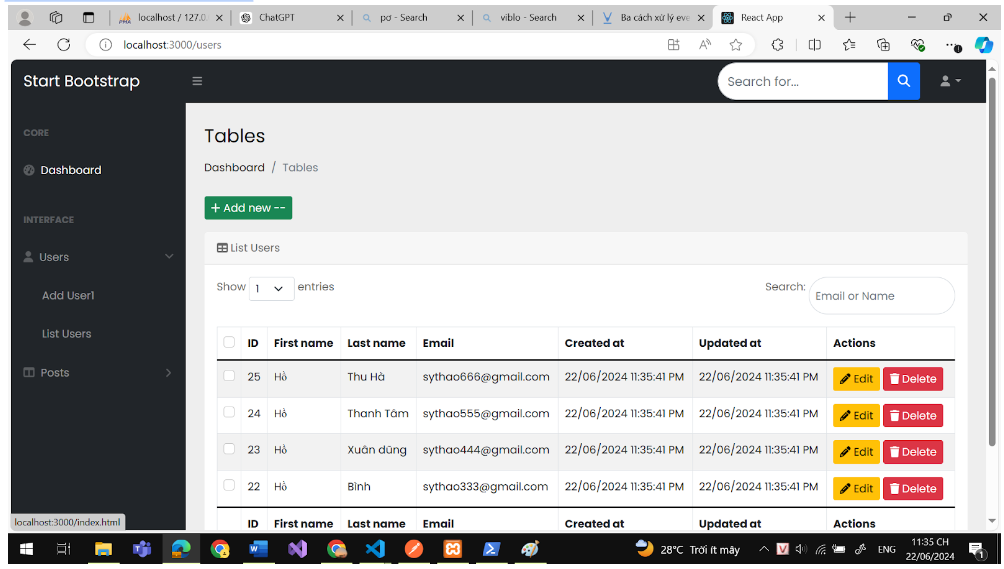 localhost / 127.0.
ChatGPT
pơ - Search
viblo - Search
Ba cách xử lý eve
React App
localhost:3000/users
Start Bootstrap
Search for...
CORE
Dashboard
INTERFACE
Users
Add User1
List Users
Posts
Tables
Dashboard / Tables
+ Add new --
List Users
Show 1 entries
Search: Email or Name
ID First name Last name Email Created at Updated at Actions
25 Hồ Thu Hà sythao666@gmail.com 22/06/2024 11:35:41 PM 22/06/2024 11:35:41 PM Edit Delete
24 Hồ Thanh Tâm sythao555@gmail.com 22/06/2024 11:35:41 PM 22/06/2024 11:35:41 PM Edit Delete
23 Hồ Xuân dũng sythao444@gmail.com 22/06/2024 11:35:41 PM 22/06/2024 11:35:41 PM Edit Delete
22 Hồ Bình sythao333@gmail.com 22/06/2024 11:35:41 PM 22/06/2024 11:35:41 PM Edit Delete
ID First name Last name Email Created at Updated at Actions
localhost:3000/index.html
28°C Trời ít mây
ENG
11:35 CH
22/06/2024